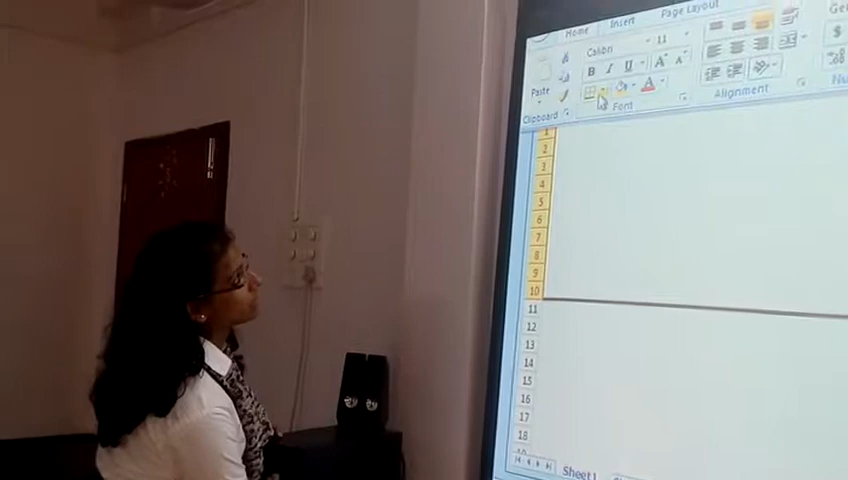 Home Insert Page Layout
Calibri 11
B I U A A
Paste
A
Clipboard Font Alignment
$
1
2
3
4
5
6
7
8
9
10
11
12
13
14
15
16
17
18
Sheet1